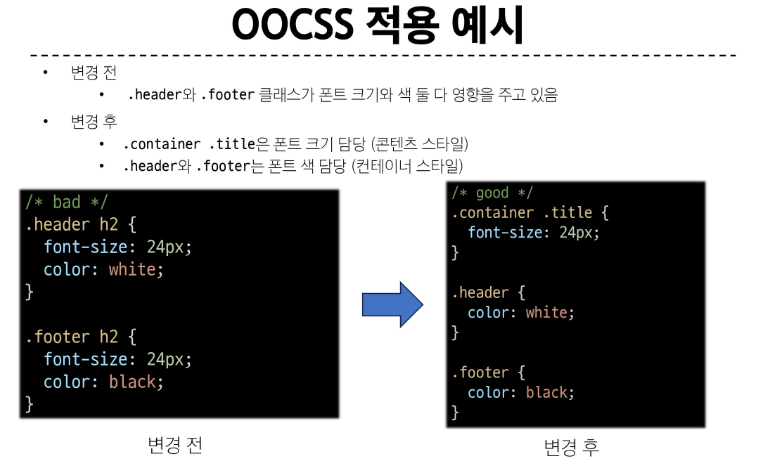 OOCSS 적용 예시
• 변경 전
• .header와 .footer 클래스가 폰트 크기와 색 둘 다 영향을 주고 있음
• 변경 후
• .container .title은 폰트 크기 담당 (콘텐츠 스타일)
• .header와 .footer는 폰트 색 담당 (컨테이너 스타일)
/* bad */
.header h2 {
  font-size: 24px;
  color: white;
}

.footer h2 {
  font-size: 24px;
  color: black;
}
변경 전
/* good */
.container .title {
  font-size: 24px;
}

.header {
  color: white;
}

.footer {
  color: black;
}
변경 후